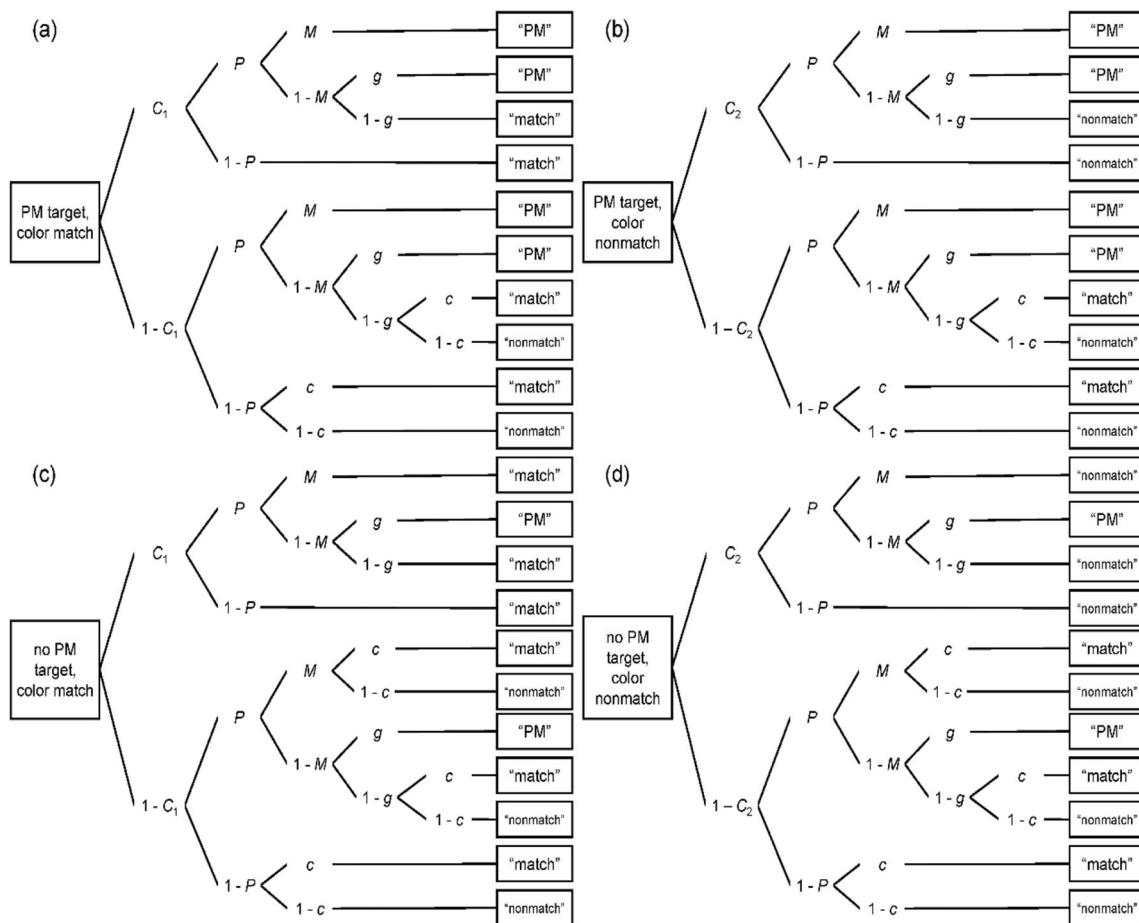 (a)
M
"PM"
P
g
"PM"
1 - M
C1
1 - g
"match"
1 - P
"match"
PM target,
color match
M
"PM"
P
g
"PM"
1 - M
c
"match"
1 - g
1 - C1
1 - c
"nonmatch"
c
"match"
1 - P
1 - c
"nonmatch"
(b)
M
"PM"
P
g
"PM"
1 - M
C2
1 - g
"nonmatch"
1 - P
"nonmatch"
PM target,
color
nonmatch
M
"PM"
P
g
"PM"
1 - M
c
"match"
1 - g
1 – C2
1 - c
"nonmatch"
c
"match"
1 - P
1 - c
"nonmatch"
(c)
M
"match"
P
g
"PM"
1 - M
C1
1 - g
"match"
1 - P
"match"
no PM
target,
color match
c
"match"
M
1 - c
"nonmatch"
P
g
"PM"
1 - M
c
"match"
1 - g
1 - C1
1 - c
"nonmatch"
c
"match"
1 - P
1 - c
"nonmatch"
(d)
M
"nonmatch"
P
g
"PM"
1 - M
C2
1 - g
"nonmatch"
1 - P
"nonmatch"
no PM
target,
color
nonmatch
c
"match"
M
1 - c
"nonmatch"
P
g
"PM"
1 - M
c
"match"
1 - g
1 – C2
1 - c
"nonmatch"
c
"match"
1 - P
1 - c
"nonmatch"